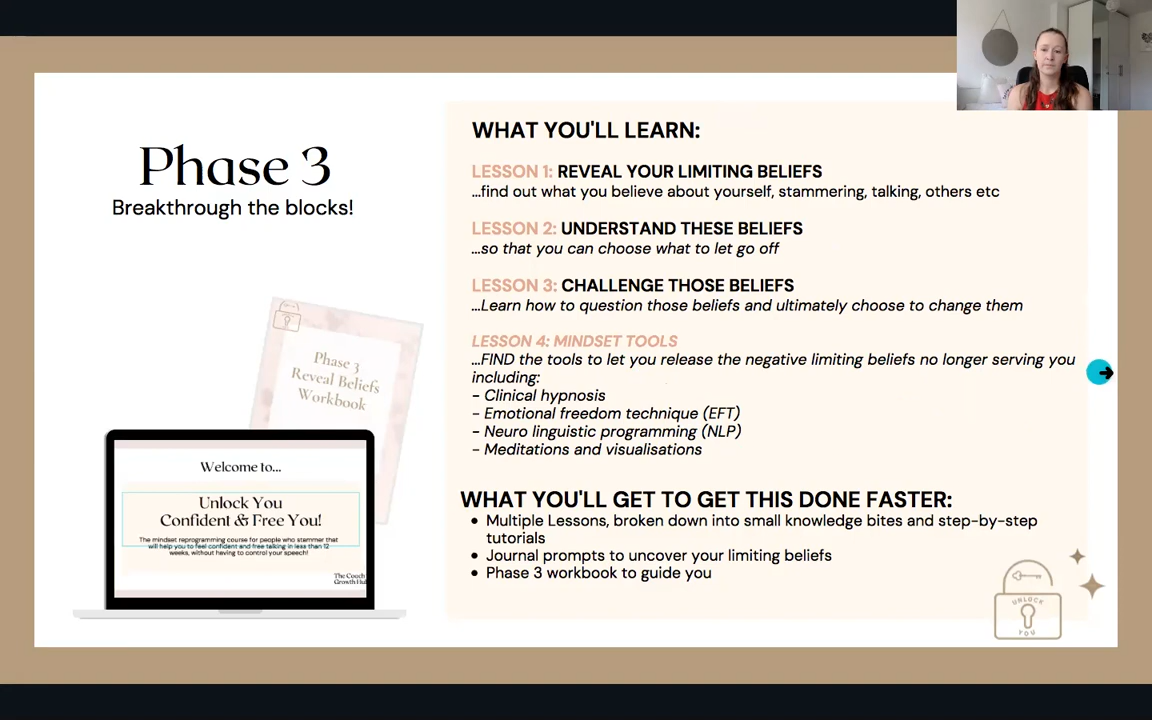 Phase 3
Breakthrough the blocks!
Phase 3
Reveal Beliefs
Workbook
Welcome to...
Unlock You
Confident & Free You!
The mindset reprogramming course for people who stammer that
will help you to feel confident and free talking in less than 12
weeks, without having to control your speech!
The Coach
Growth Hub
WHAT YOU'LL LEARN:
LESSON 1: REVEAL YOUR LIMITING BELIEFS
...find out what you believe about yourself, stammering, talking, others etc
LESSON 2: UNDERSTAND THESE BELIEFS
...so that you can choose what to let go off
LESSON 3: CHALLENGE THOSE BELIEFS
...Learn how to question those beliefs and ultimately choose to change them
LESSON 4: MINDSET TOOLS
...FIND the tools to let you release the negative limiting beliefs no longer serving you
including:
- Clinical hypnosis
- Emotional freedom technique (EFT)
- Neuro linguistic programming (NLP)
- Meditations and visualisations
WHAT YOU'LL GET TO GET THIS DONE FASTER:
• Multiple Lessons, broken down into small knowledge bites and step-by-step
tutorials
• Journal prompts to uncover your limiting beliefs
• Phase 3 workbook to guide you
UNLOCK
YOU